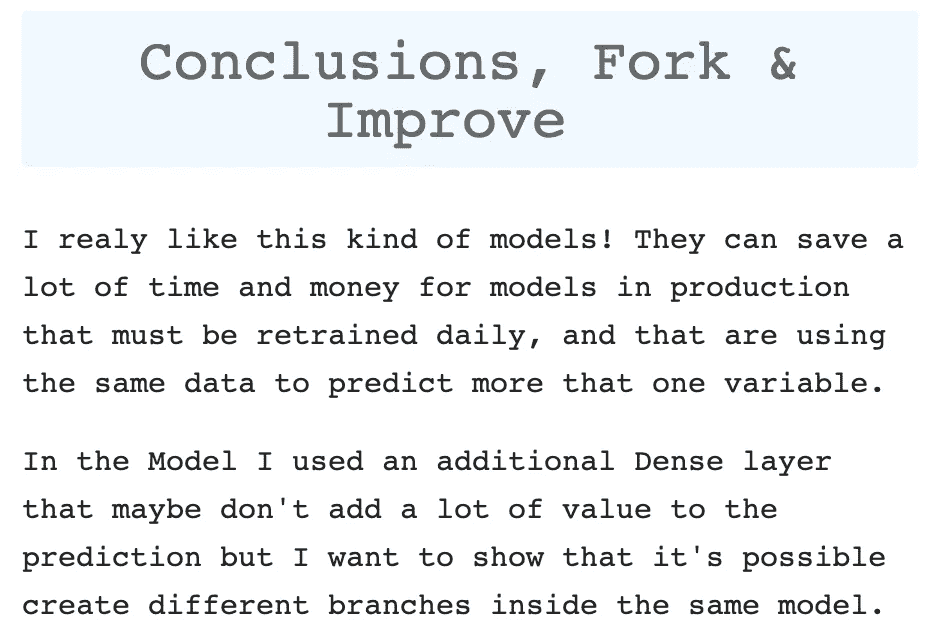 Conclusions, Fork &
Improve
I realy like this kind of models! They can save a
lot of time and money for models in production
that must be retrained daily, and that are using
the same data to predict more that one variable.
In the Model I used an additional Dense layer
that maybe don't add a lot of value to the
prediction but I want to show that it's possible
create different branches inside the same model.